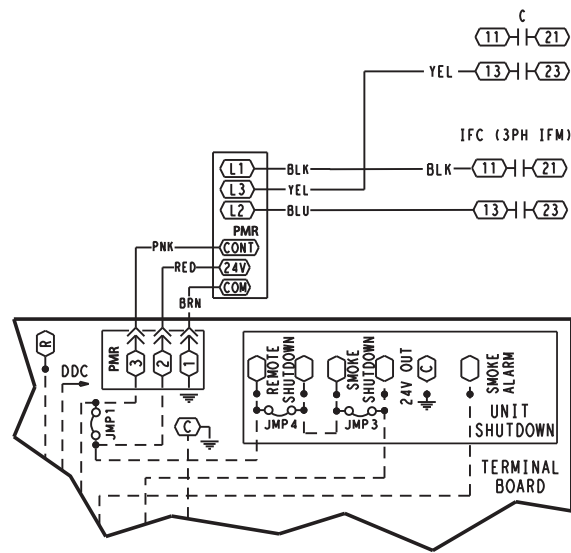 C
11 21
YEL 13 23
IFC (3PH IFM)
L1 BLK BLK 11 21
L3 YEL
L2 BLU 13 23
PMR
PNK CONT
RED 24V
BRN COM
R
DDC
PMR
3 2 1
JMP1
C
REMOTE
SHUTDOWN
SMOKE
SHUTDOWN
24V OUT
C
SMOKE
ALARM
JMP4 JMP3
UNIT
SHUTDOWN
TERMINAL
BOARD